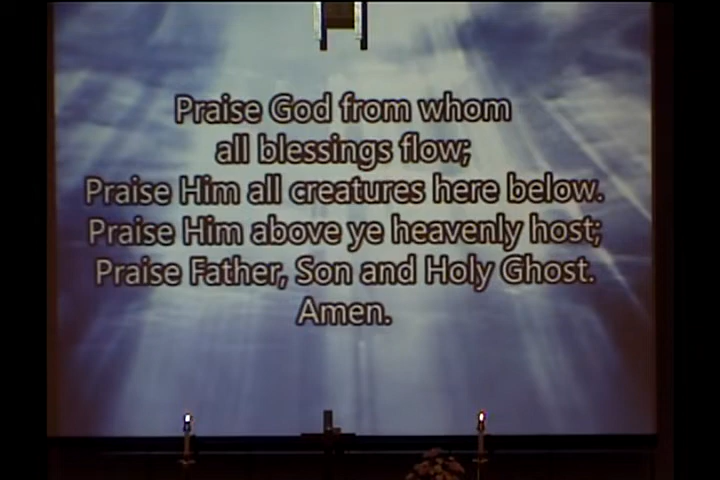 Praise God from whom
all blessings flow;
Praise Him all creatures here below.
Praise Him above ye heavenly host;
Praise Father, Son and Holy Ghost.
Amen.